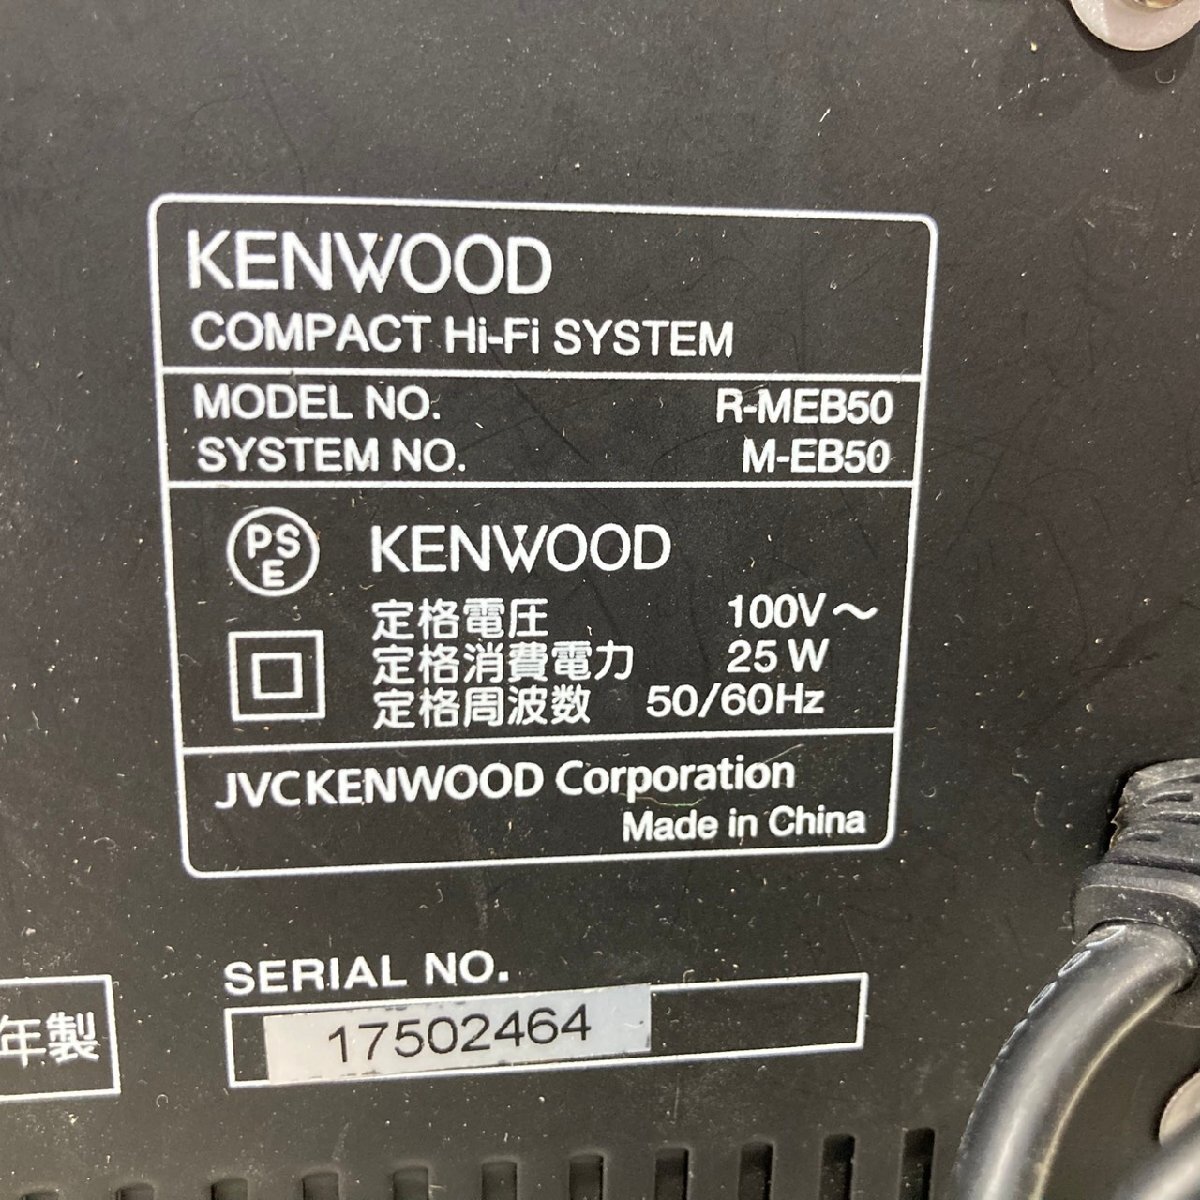 KENWOOD
COMPACT Hi-Fi SYSTEM
MODEL NO. R-MEB50
SYSTEM NO. M-EB50
PSE KENWOOD
定格電圧 100V～
定格消費電力 25 W
定格周波数 50/60Hz
JVCKENWOOD Corporation
Made in China
SERIAL NO.
17502464
年製